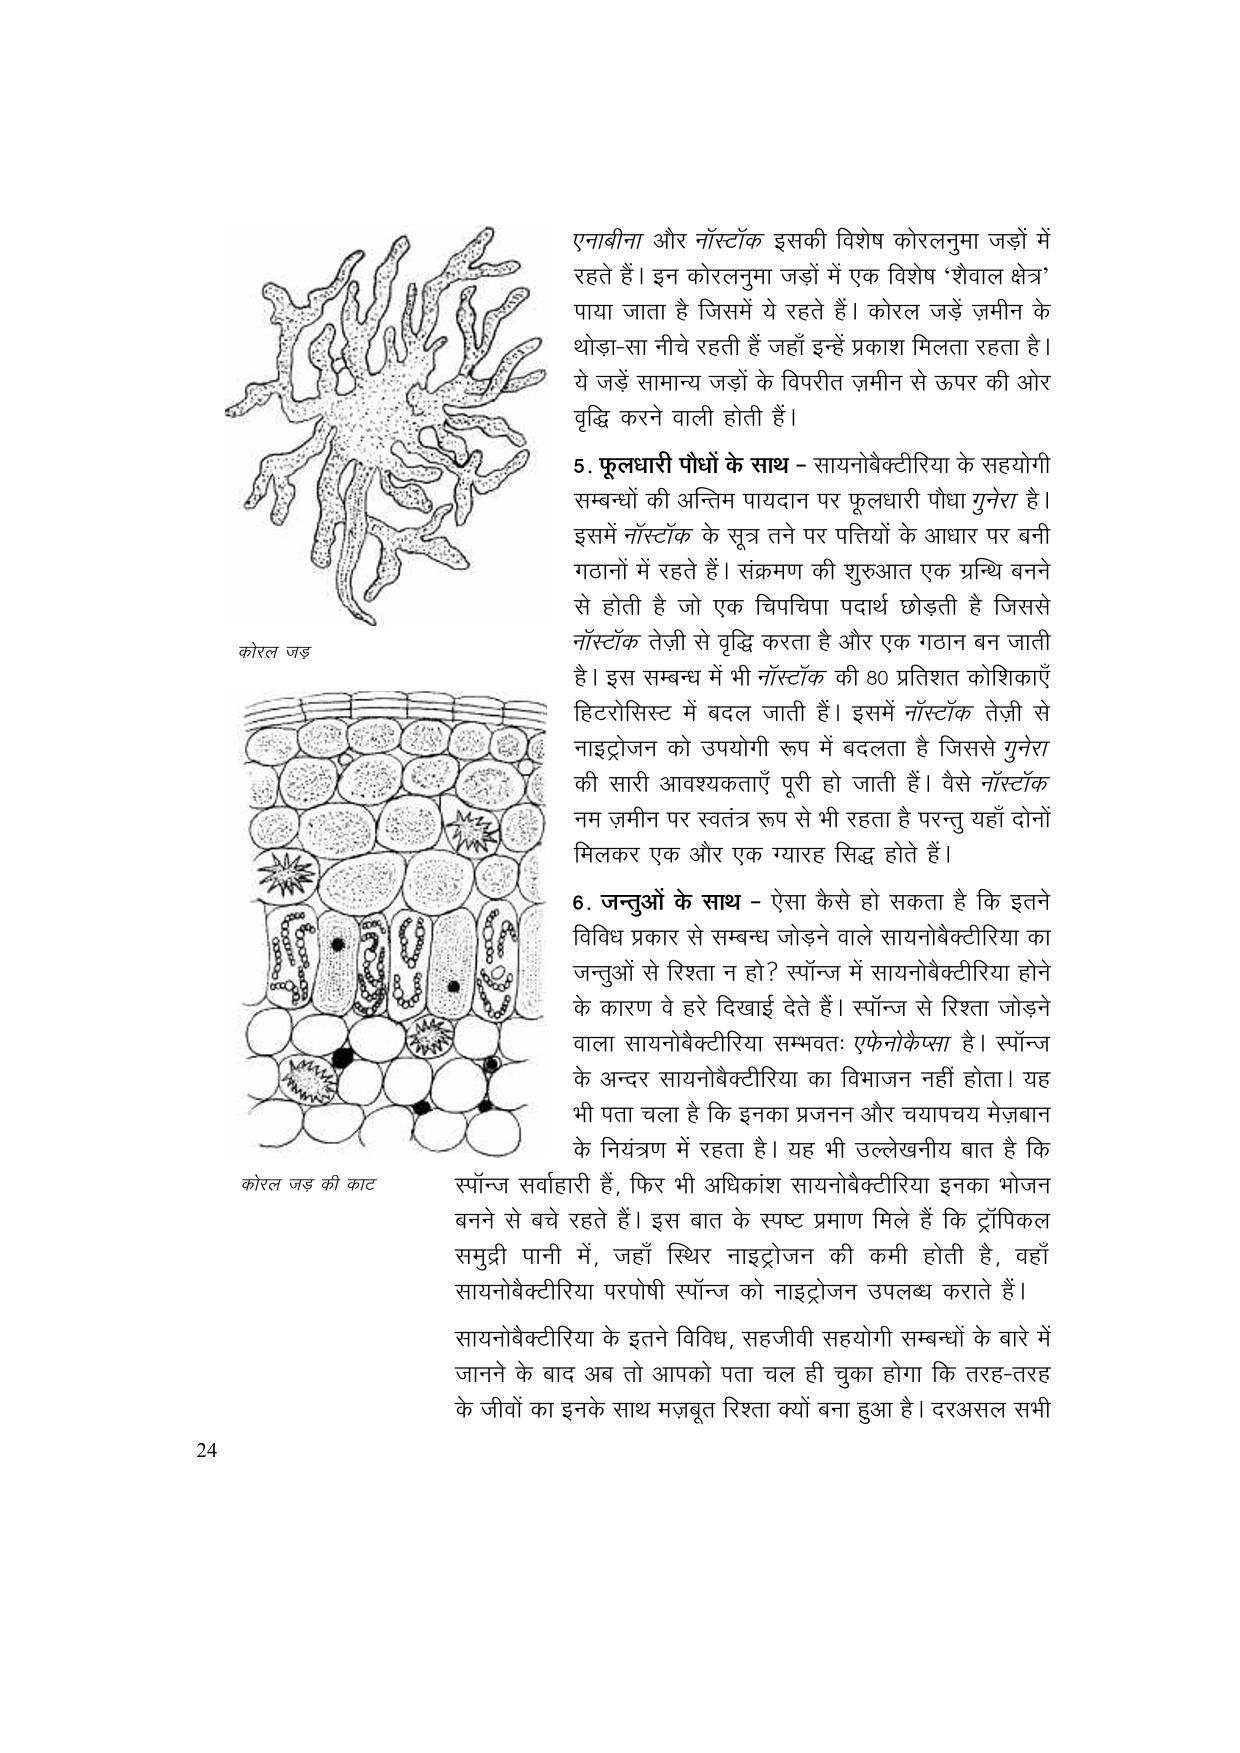 एनाबीना और नॉस्टॉक इसकी विशेष कोरलनुमा जड़ों में
रहते हैं। इन कोरलनुमा जड़ों में एक विशेष ‘शैवाल क्षेत्र’
पाया जाता है जिसमें ये रहते हैं। कोरल जड़ें ज़मीन के
थोड़ा-सा नीचे रहती हैं जहाँ इन्हें प्रकाश मिलता रहता है।
ये जड़ें सामान्य जड़ों के विपरीत ज़मीन से ऊपर की ओर
वृद्धि करने वाली होती हैं।
5. फूलधारी पौधों के साथ – सायनोबैक्टीरिया के सहयोगी
सम्बन्धों की अन्तिम पायदान पर फूलधारी पौधा गुनेरा है।
इसमें नॉस्टॉक के सूत्र तने पर पत्तियों के आधार पर बनी
गठानों में रहते हैं। संक्रमण की शुरुआत एक ग्रन्थि बनने
से होती है जो एक चिपचिपा पदार्थ छोड़ती है जिससे
नॉस्टॉक तेज़ी से वृद्धि करता है और एक गठान बन जाती
है। इस सम्बन्ध में भी नॉस्टॉक की 80 प्रतिशत कोशिकाएँ
हिटरोसिस्ट में बदल जाती हैं। इसमें नॉस्टॉक तेज़ी से
नाइट्रोजन को उपयोगी रूप में बदलता है जिससे गुनेरा
की सारी आवश्यकताएँ पूरी हो जाती हैं। वैसे नॉस्टॉक
नम ज़मीन पर स्वतंत्र रूप से भी रहता है परन्तु यहाँ दोनों
मिलकर एक और एक ग्यारह सिद्ध होते हैं।
6. जन्तुओं के साथ – ऐसा कैसे हो सकता है कि इतने
विविध प्रकार से सम्बन्ध जोड़ने वाले सायनोबैक्टीरिया का
जन्तुओं से रिश्ता न हो? स्पॉन्ज में सायनोबैक्टीरिया होने
के कारण वे हरे दिखाई देते हैं। स्पॉन्ज से रिश्ता जोड़ने
वाला सायनोबैक्टीरिया सम्भवतः एफेनोकैप्सा है। स्पॉन्ज
के अन्दर सायनोबैक्टीरिया का विभाजन नहीं होता। यह
भी पता चला है कि इनका प्रजनन और चयापचय मेज़बान
के नियंत्रण में रहता है। यह भी उल्लेखनीय बात है कि
स्पॉन्ज सर्वाहारी हैं, फिर भी अधिकांश सायनोबैक्टीरिया इनका भोजन
बनने से बचे रहते हैं। इस बात के स्पष्ट प्रमाण मिले हैं कि ट्रॉपिकल
समुद्री पानी में, जहाँ स्थिर नाइट्रोजन की कमी होती है, वहाँ
सायनोबैक्टीरिया परपोषी स्पॉन्ज को नाइट्रोजन उपलब्ध कराते हैं।
सायनोबैक्टीरिया के इतने विविध, सहजीवी सहयोगी सम्बन्धों के बारे में
जानने के बाद अब तो आपको पता चल ही चुका होगा कि तरह-तरह
के जीवों का इनके साथ मज़बूत रिश्ता क्यों बना हुआ है। दरअसल सभी
कोरल जड़
कोरल जड़ की काट
24